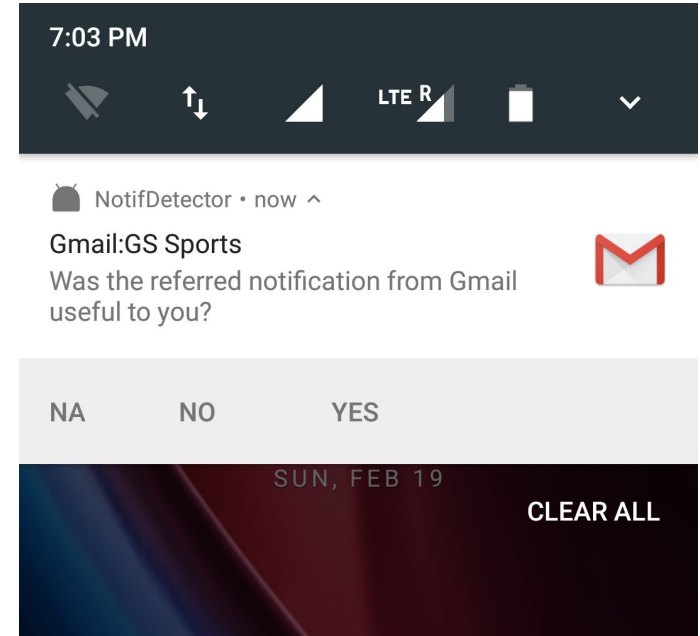 7:03 PM
LTE R
NotifDetector • now
Gmail:GS Sports
Was the referred notification from Gmail
useful to you?
NA NO YES
SUN, FEB 19
CLEAR ALL